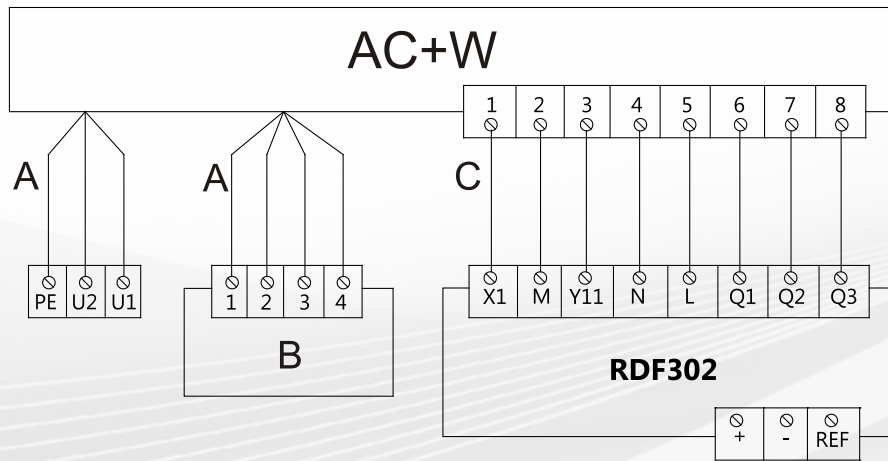 AC+W
1 2 3 4 5 6 7 8
A A C
PE U2 U1 1 2 3 4 X1 M Y11 N L Q1 Q2 Q3
B
RDF302
+ - REF